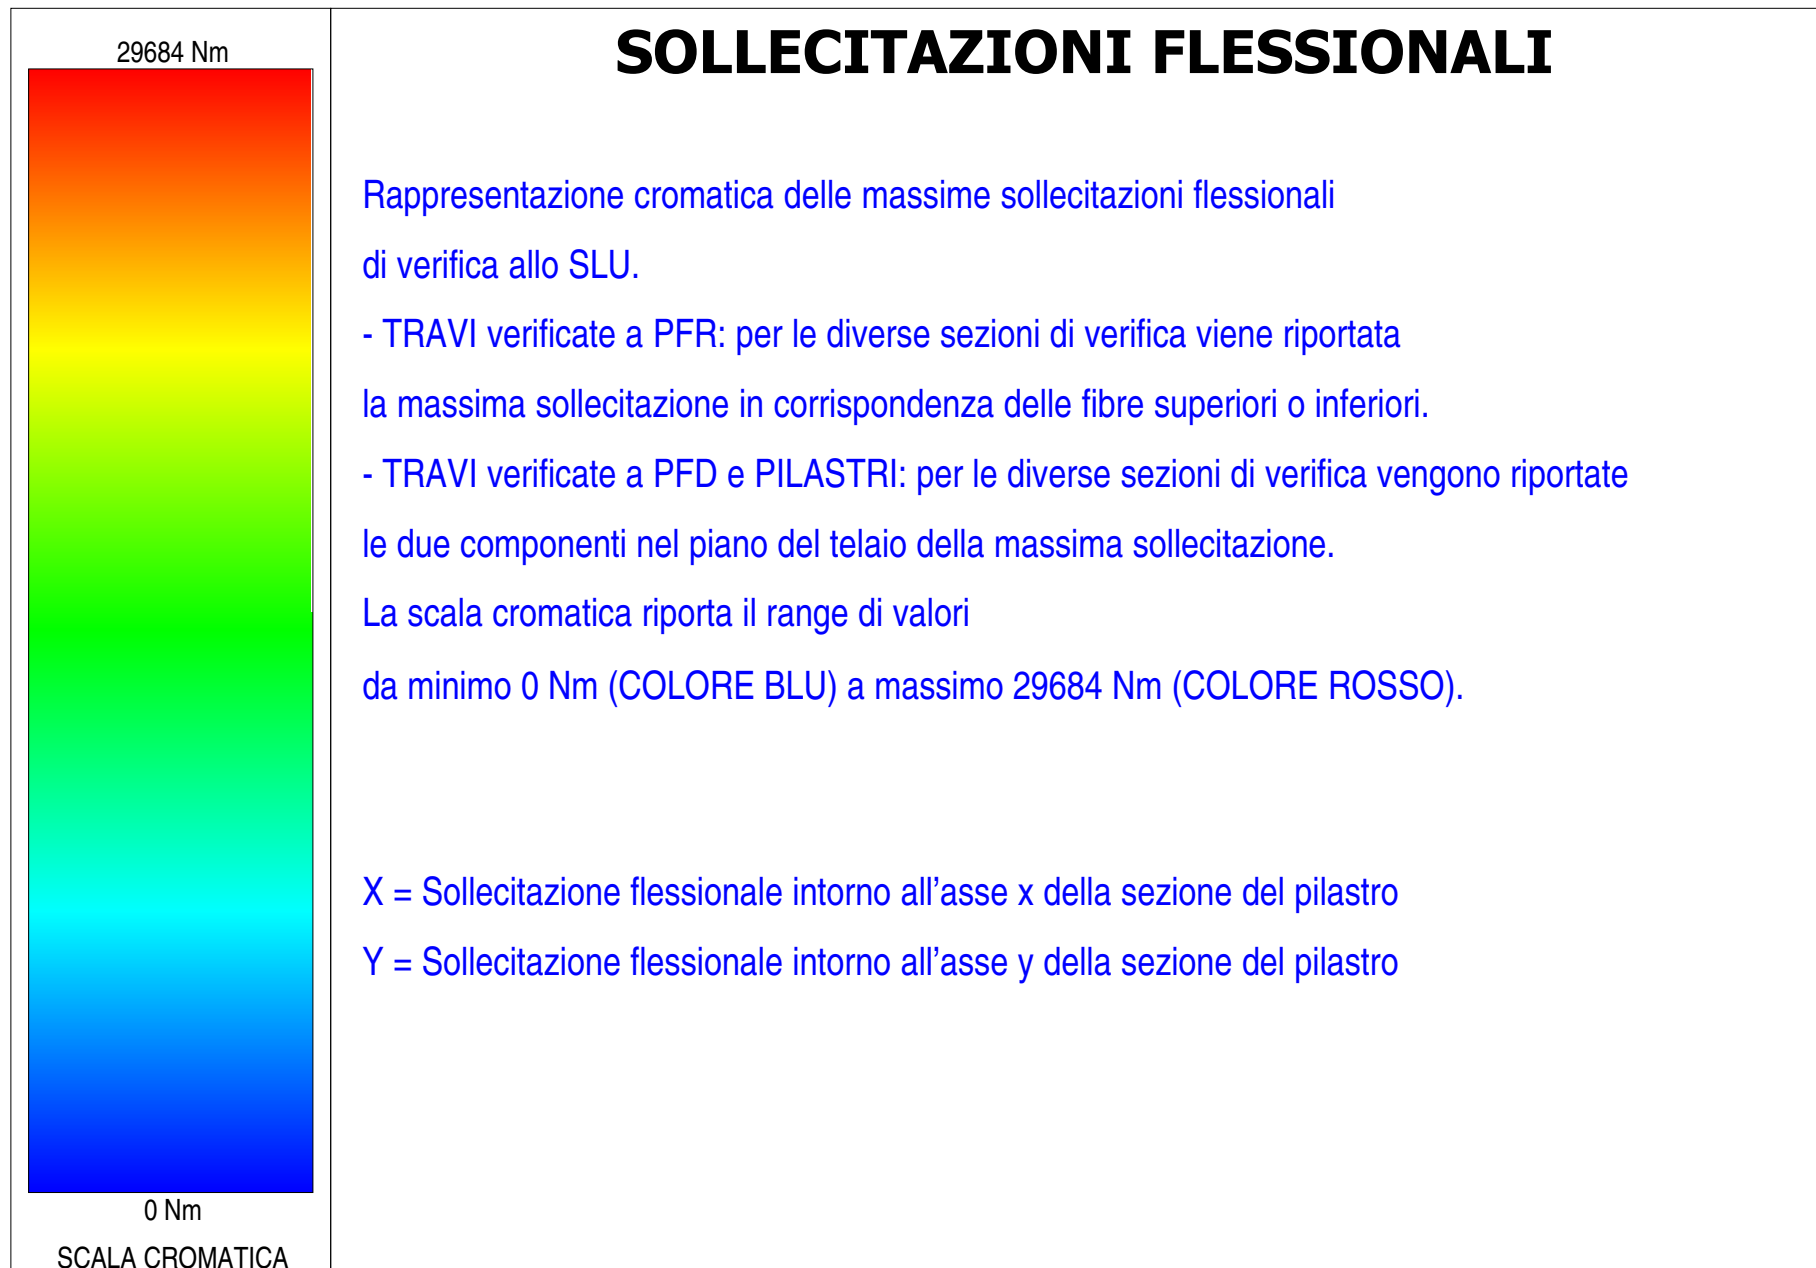 29684 Nm
SOLLECITAZIONI FLESSIONALI
Rappresentazione cromatica delle massime sollecitazioni flessionali
di verifica allo SLU.
- TRAVI verificate a PFR: per le diverse sezioni di verifica viene riportata
la massima sollecitazione in corrispondenza delle fibre superiori o inferiori.
- TRAVI verificate a PFD e PILASTRI: per le diverse sezioni di verifica vengono riportate
le due componenti nel piano del telaio della massima sollecitazione.
La scala cromatica riporta il range di valori
da minimo 0 Nm (COLORE BLU) a massimo 29684 Nm (COLORE ROSSO).
X = Sollecitazione flessionale intorno all'asse x della sezione del pilastro
Y = Sollecitazione flessionale intorno all'asse y della sezione del pilastro
0 Nm
SCALA CROMATICA